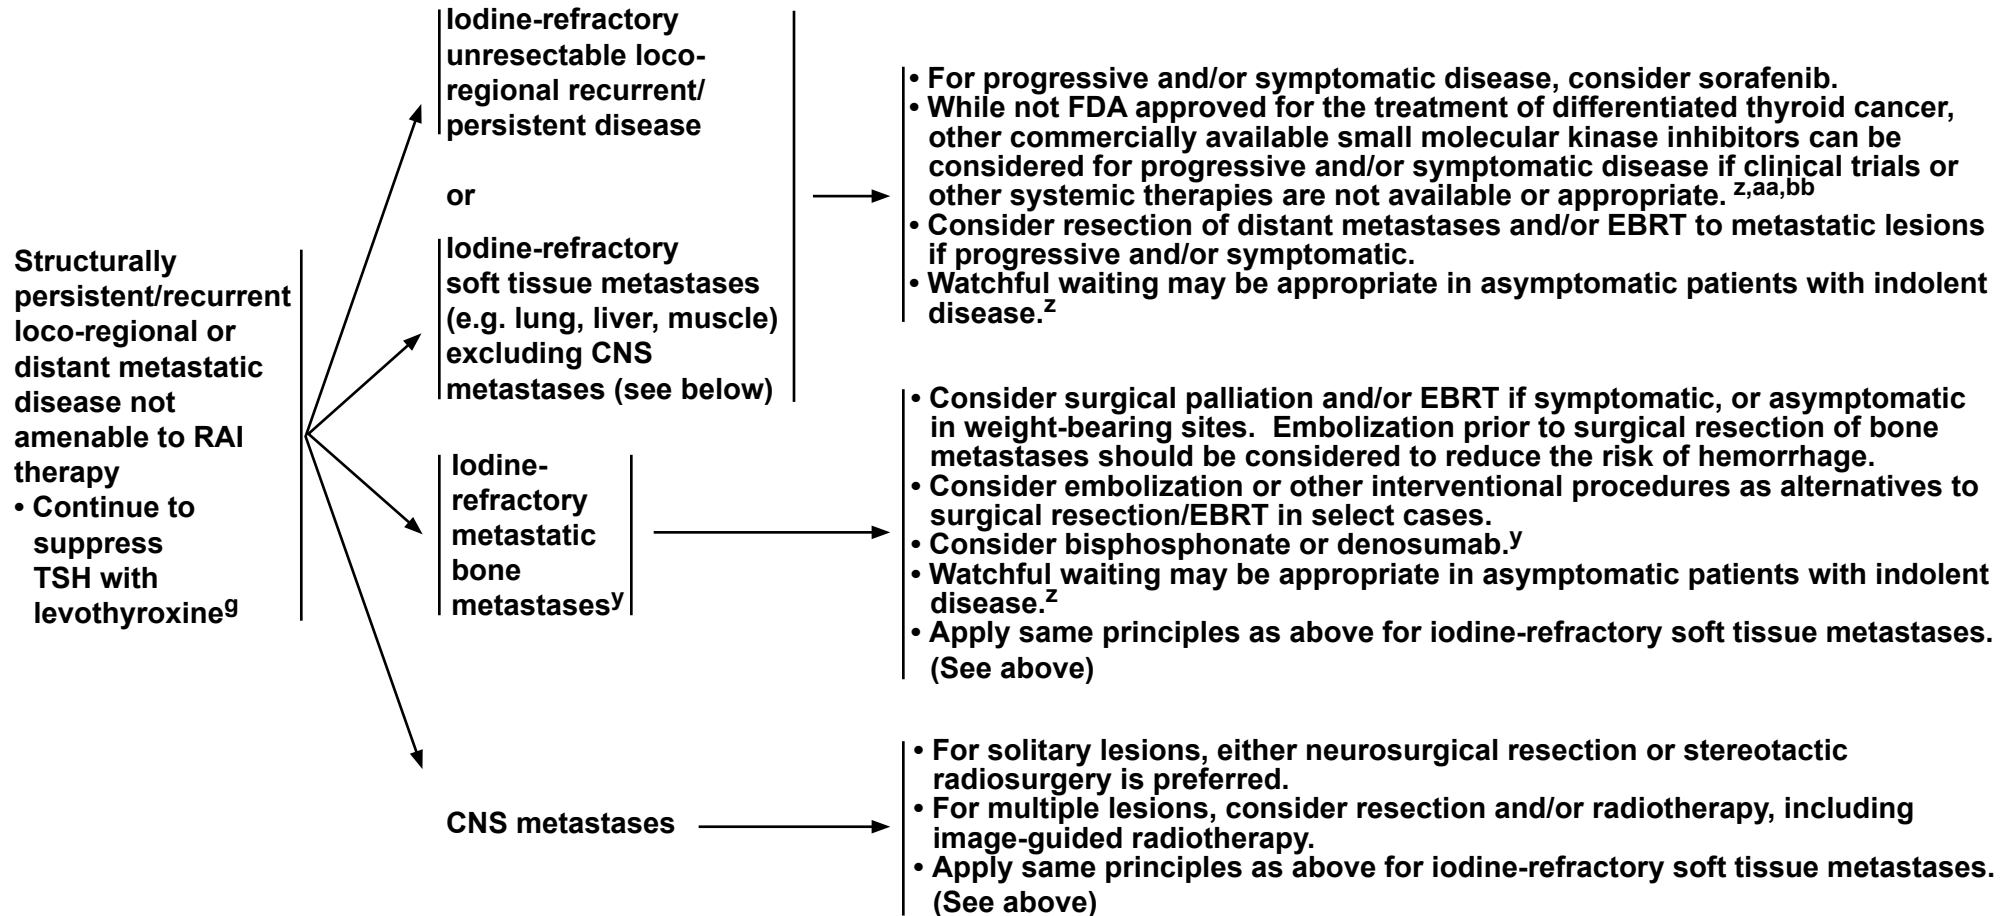 Structurally
persistent/recurrent
loco-regional or
distant metastatic
disease not
amenable to RAI
therapy
• Continue to
suppress
TSH with
levothyroxineᵍ
Iodine-refractory
unresectable loco-
regional recurrent/
persistent disease
or
Iodine-refractory
soft tissue metastases
(e.g. lung, liver, muscle)
excluding CNS
metastases (see below)
• For progressive and/or symptomatic disease, consider sorafenib.
• While not FDA approved for the treatment of differentiated thyroid cancer,
other commercially available small molecular kinase inhibitors can be
considered for progressive and/or symptomatic disease if clinical trials or
other systemic therapies are not available or appropriate. z,aa,bb
• Consider resection of distant metastases and/or EBRT to metastatic lesions
if progressive and/or symptomatic.
• Watchful waiting may be appropriate in asymptomatic patients with indolent
disease.ᶻ
Iodine-
refractory
metastatic
bone
metastasesʸ
• Consider surgical palliation and/or EBRT if symptomatic, or asymptomatic
in weight-bearing sites. Embolization prior to surgical resection of bone
metastases should be considered to reduce the risk of hemorrhage.
• Consider embolization or other interventional procedures as alternatives to
surgical resection/EBRT in select cases.
• Consider bisphosphonate or denosumab.ʸ
• Watchful waiting may be appropriate in asymptomatic patients with indolent
disease.ᶻ
• Apply same principles as above for iodine-refractory soft tissue metastases.
(See above)
CNS metastases
• For solitary lesions, either neurosurgical resection or stereotactic
radiosurgery is preferred.
• For multiple lesions, consider resection and/or radiotherapy, including
image-guided radiotherapy.
• Apply same principles as above for iodine-refractory soft tissue metastases.
(See above)